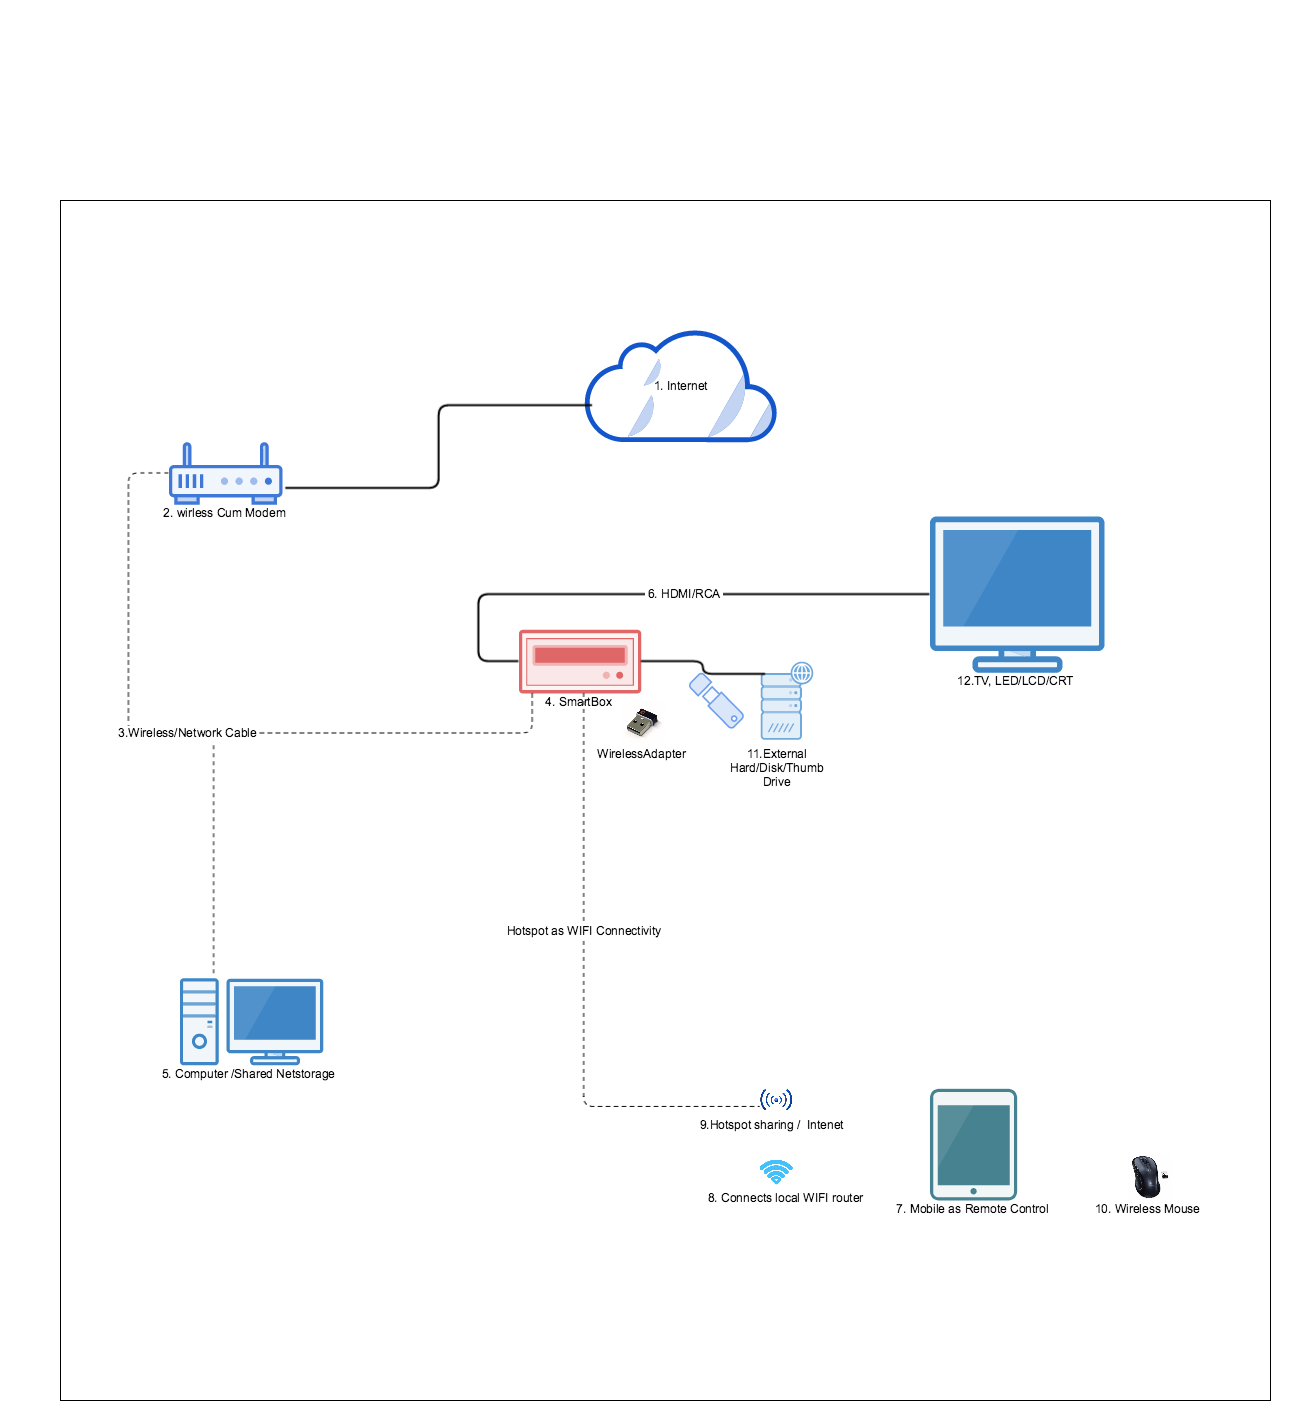 1. Internet
2. wirless Cum Modem
6. HDMI/RCA
12.TV, LED/LCD/CRT
4. SmartBox
3.Wireless/Network Cable
WirelessAdapter
11.External
Hard/Disk/Thumb
Drive
Hotspot as WIFI Connectivity
5. Computer /Shared Netstorage
9.Hotspot sharing /  Intenet
8. Connects local WIFI router
7. Mobile as Remote Control
10. Wireless Mouse